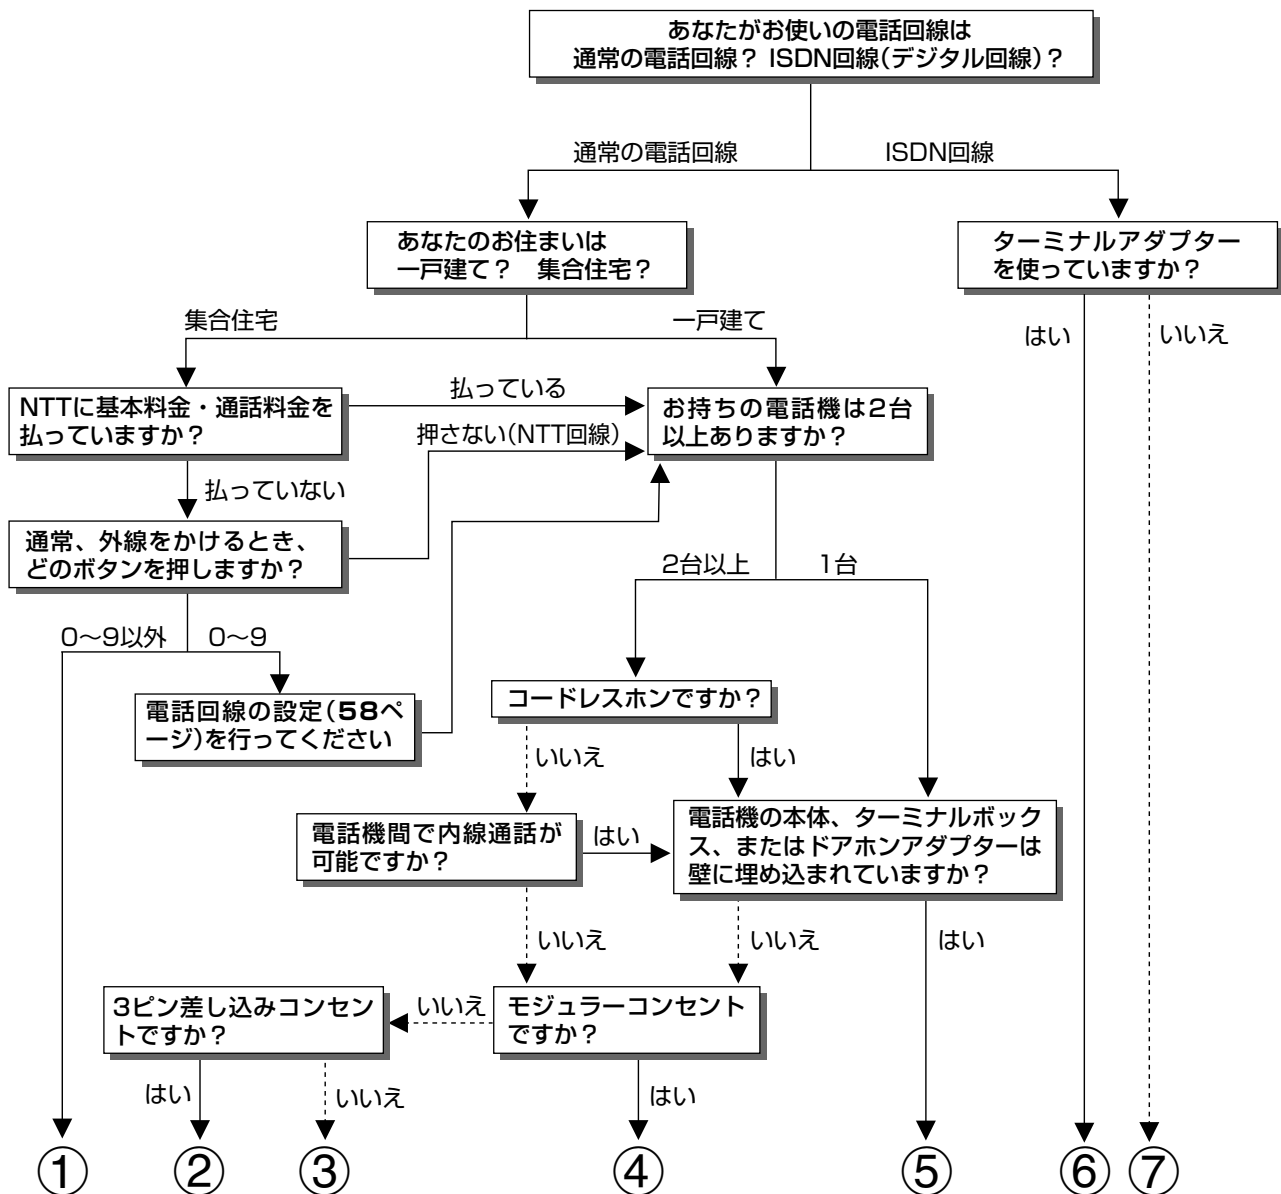 あなたがお使いの電話回線は
通常の電話回線？ ISDN回線（デジタル回線）？
通常の電話回線
ISDN回線
あなたのお住まいは
一戸建て？　集合住宅？
ターミナルアダプター
を使っていますか？
集合住宅
一戸建て
はい
いいえ
NTTに基本料金・通話料金を
払っていますか？
払っている
お持ちの電話機は2台
以上ありますか？
押さない（NTT回線）
払っていない
通常、外線をかけるとき、
どのボタンを押しますか？
2台以上
1台
0～9以外
0～9
コードレスホンですか？
電話回線の設定（58ペ
ージ）を行ってください
いいえ
はい
電話機間で内線通話が
可能ですか？
はい
電話機の本体、ターミナルボック
ス、またはドアホンアダプターは
壁に埋め込まれていますか？
いいえ
いいえ
はい
3ピン差し込みコンセン
トですか？
いいえ
モジュラーコンセント
ですか？
はい
いいえ
はい
① ② ③ ④ ⑤ ⑥ ⑦